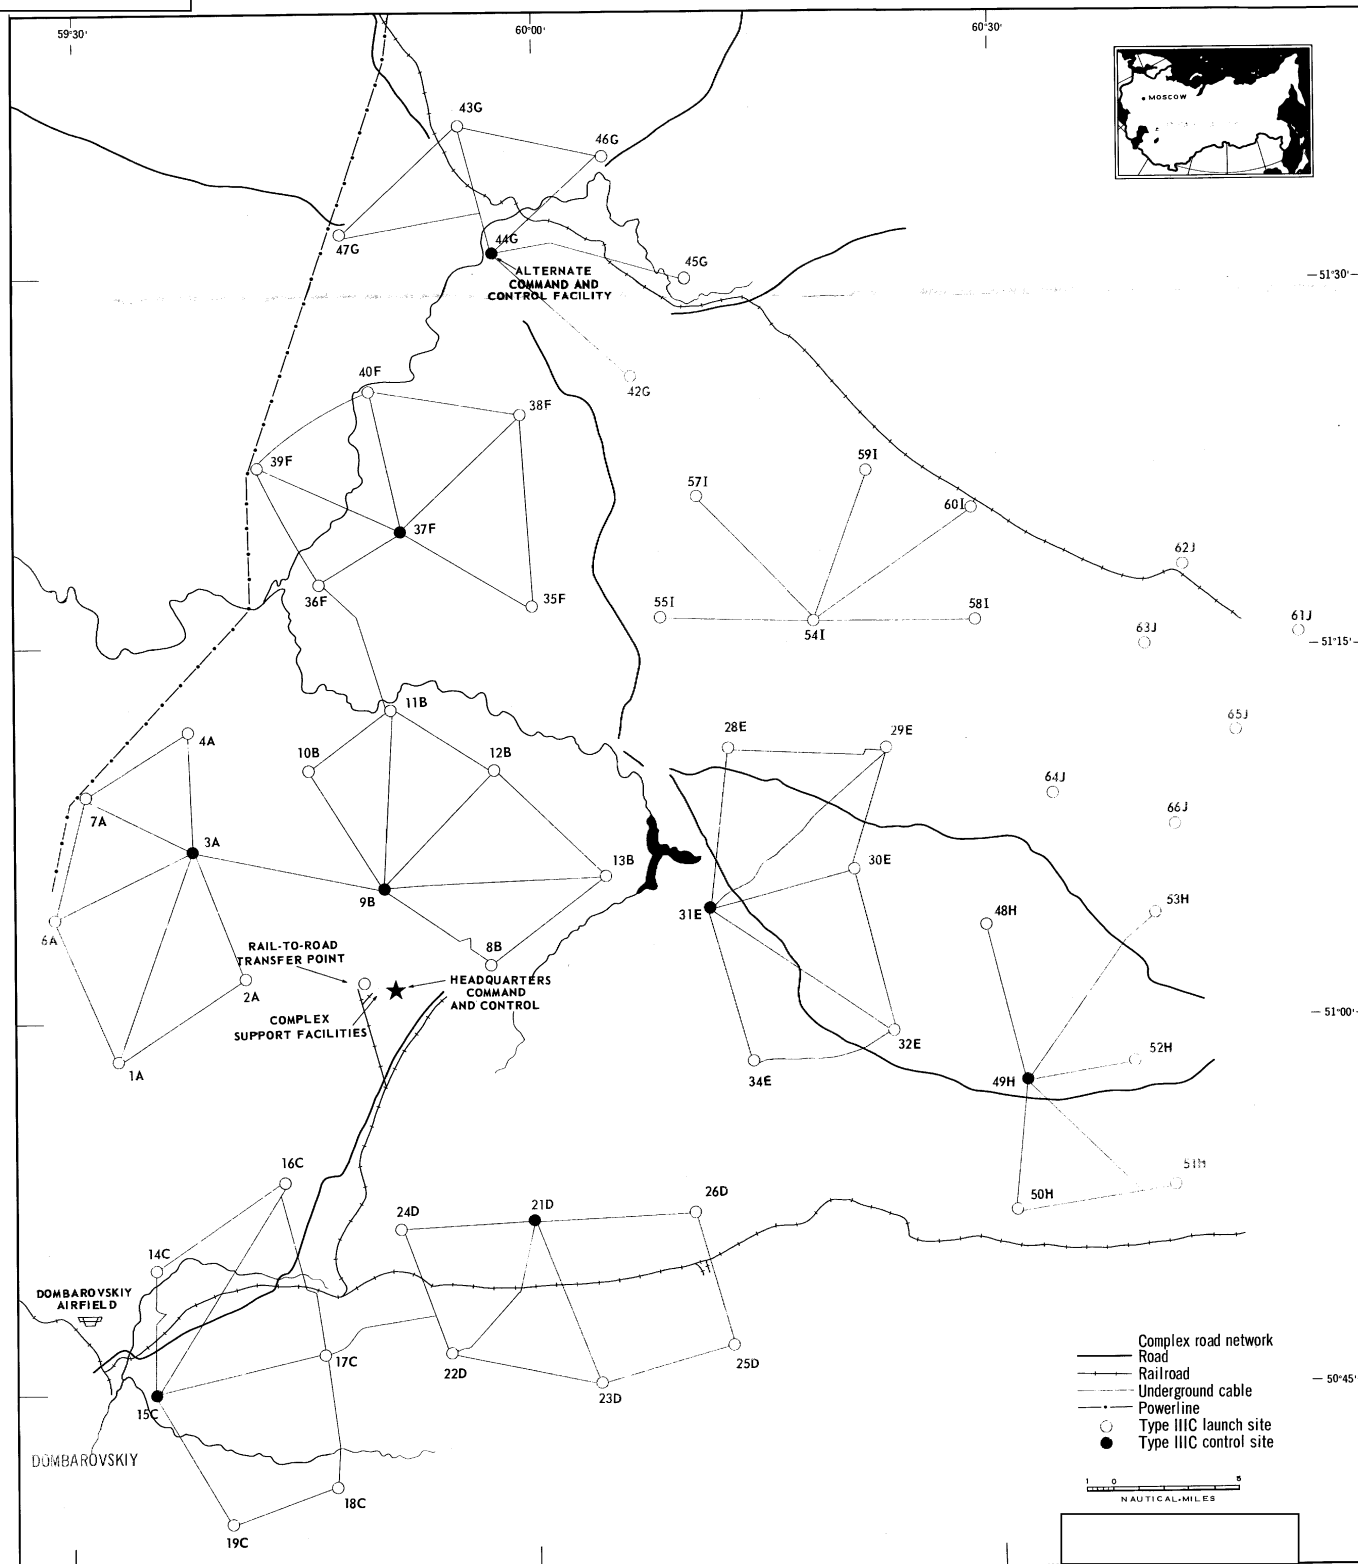 59°30'
60°00'
60°30'
MOSCOW
43G
46G
47G
44G
ALTERNATE
COMMAND AND
CONTROL FACILITY
45G
51°30'
40F
42G
38F
39F
59I
57I
60I
37F
62J
36F
35F
55I
54I
58I
63J
61J
51°15'
11B
65J
4A
10B
12B
28E
29E
64J
7A
66J
3A
13B
30E
9B
31E
48H
53H
6A
8B
RAIL-TO-ROAD
TRANSFER POINT
2A
HEADQUARTERS
COMMAND
AND CONTROL
COMPLEX
SUPPORT FACILITIES
51°00'
32E
52H
1A
34E
49H
16C
51H
50H
26D
24D
21D
14C
DOMBAROVSKIY
AIRFIELD
17C
22D
25D
23D
15C
50°45'
Complex road network
Road
Railroad
Underground cable
Powerline
Type IIIC launch site
Type IIIC control site
DOMBAROVSKIY
1 0 5
NAUTICAL MILES
18C
19C